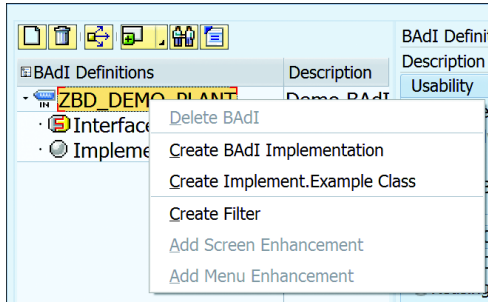 BAdI Definitions
Description
ZBD_DEMO_PLANT
Demo BAdI
Interface
Impleme
Delete BAdI
Create BAdI Implementation
Create Implement.Example Class
Create Filter
Add Screen Enhancement
Add Menu Enhancement
BAdI Defini
Description
Usability